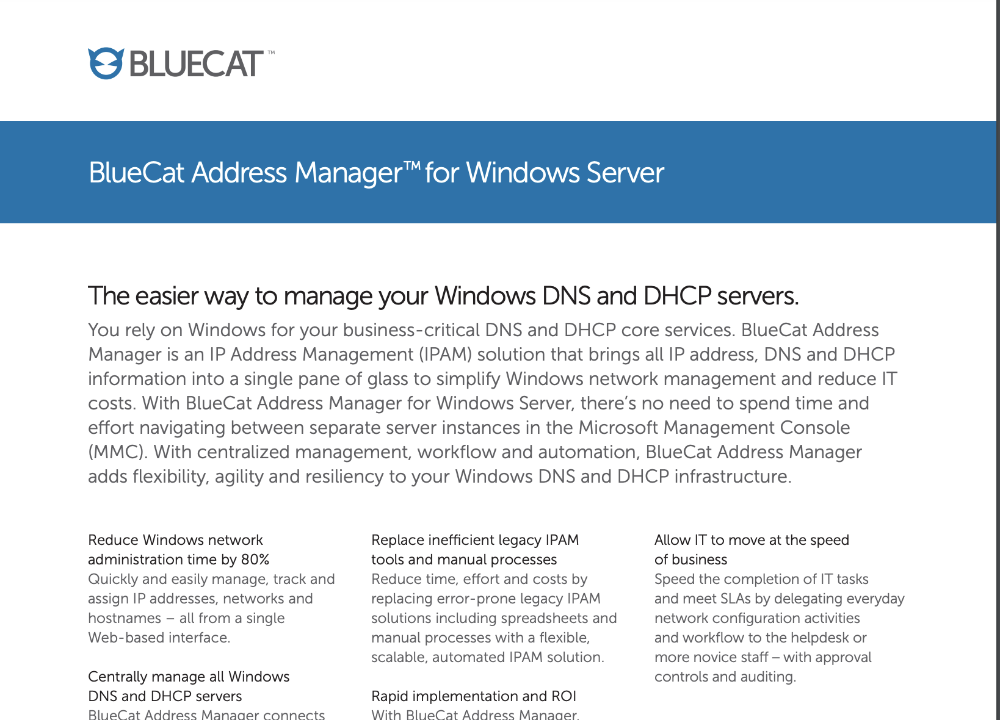 BLUECAT™
BlueCat Address Manager™ for Windows Server
The easier way to manage your Windows DNS and DHCP servers.
You rely on Windows for your business-critical DNS and DHCP core services. BlueCat Address
Manager is an IP Address Management (IPAM) solution that brings all IP address, DNS and DHCP
information into a single pane of glass to simplify Windows network management and reduce IT
costs. With BlueCat Address Manager for Windows Server, there’s no need to spend time and
effort navigating between separate server instances in the Microsoft Management Console
(MMC). With centralized management, workflow and automation, BlueCat Address Manager
adds flexibility, agility and resiliency to your Windows DNS and DHCP infrastructure.
Reduce Windows network
administration time by 80%
Quickly and easily manage, track and
assign IP addresses, networks and
hostnames – all from a single
Web-based interface.
Centrally manage all Windows
DNS and DHCP servers
BlueCat Address Manager connects
Replace inefficient legacy IPAM
tools and manual processes
Reduce time, effort and costs by
replacing error-prone legacy IPAM
solutions including spreadsheets and
manual processes with a flexible,
scalable, automated IPAM solution.
Rapid implementation and ROI
With BlueCat Address Manager,
Allow IT to move at the speed
of business
Speed the completion of IT tasks
and meet SLAs by delegating everyday
network configuration activities
and workflow to the helpdesk or
more novice staff – with approval
controls and auditing.